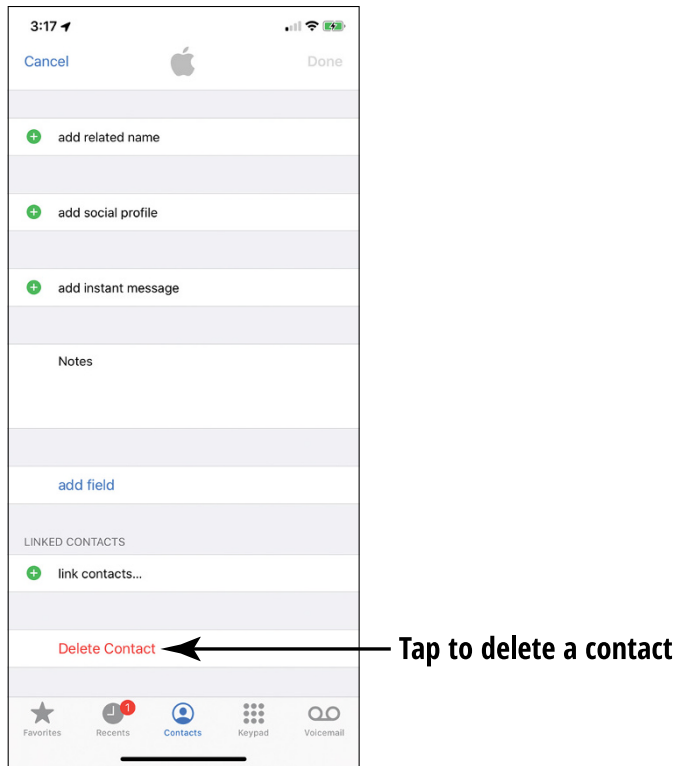 3:17
Cancel
Done
add related name
add social profile
add instant message
Notes
add field
LINKED CONTACTS
link contacts...
Delete Contact
Tap to delete a contact
1
Favorites
Recents
Contacts
Keypad
Voicemail